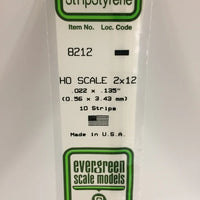 Stripstyrene
Item No. Loc. Code
8212
HO SCALE 2x12
.022 x .135"
(0.56 x 3.43 mm)
10 Strips
Made in U.S.A.
evergreen
scale models